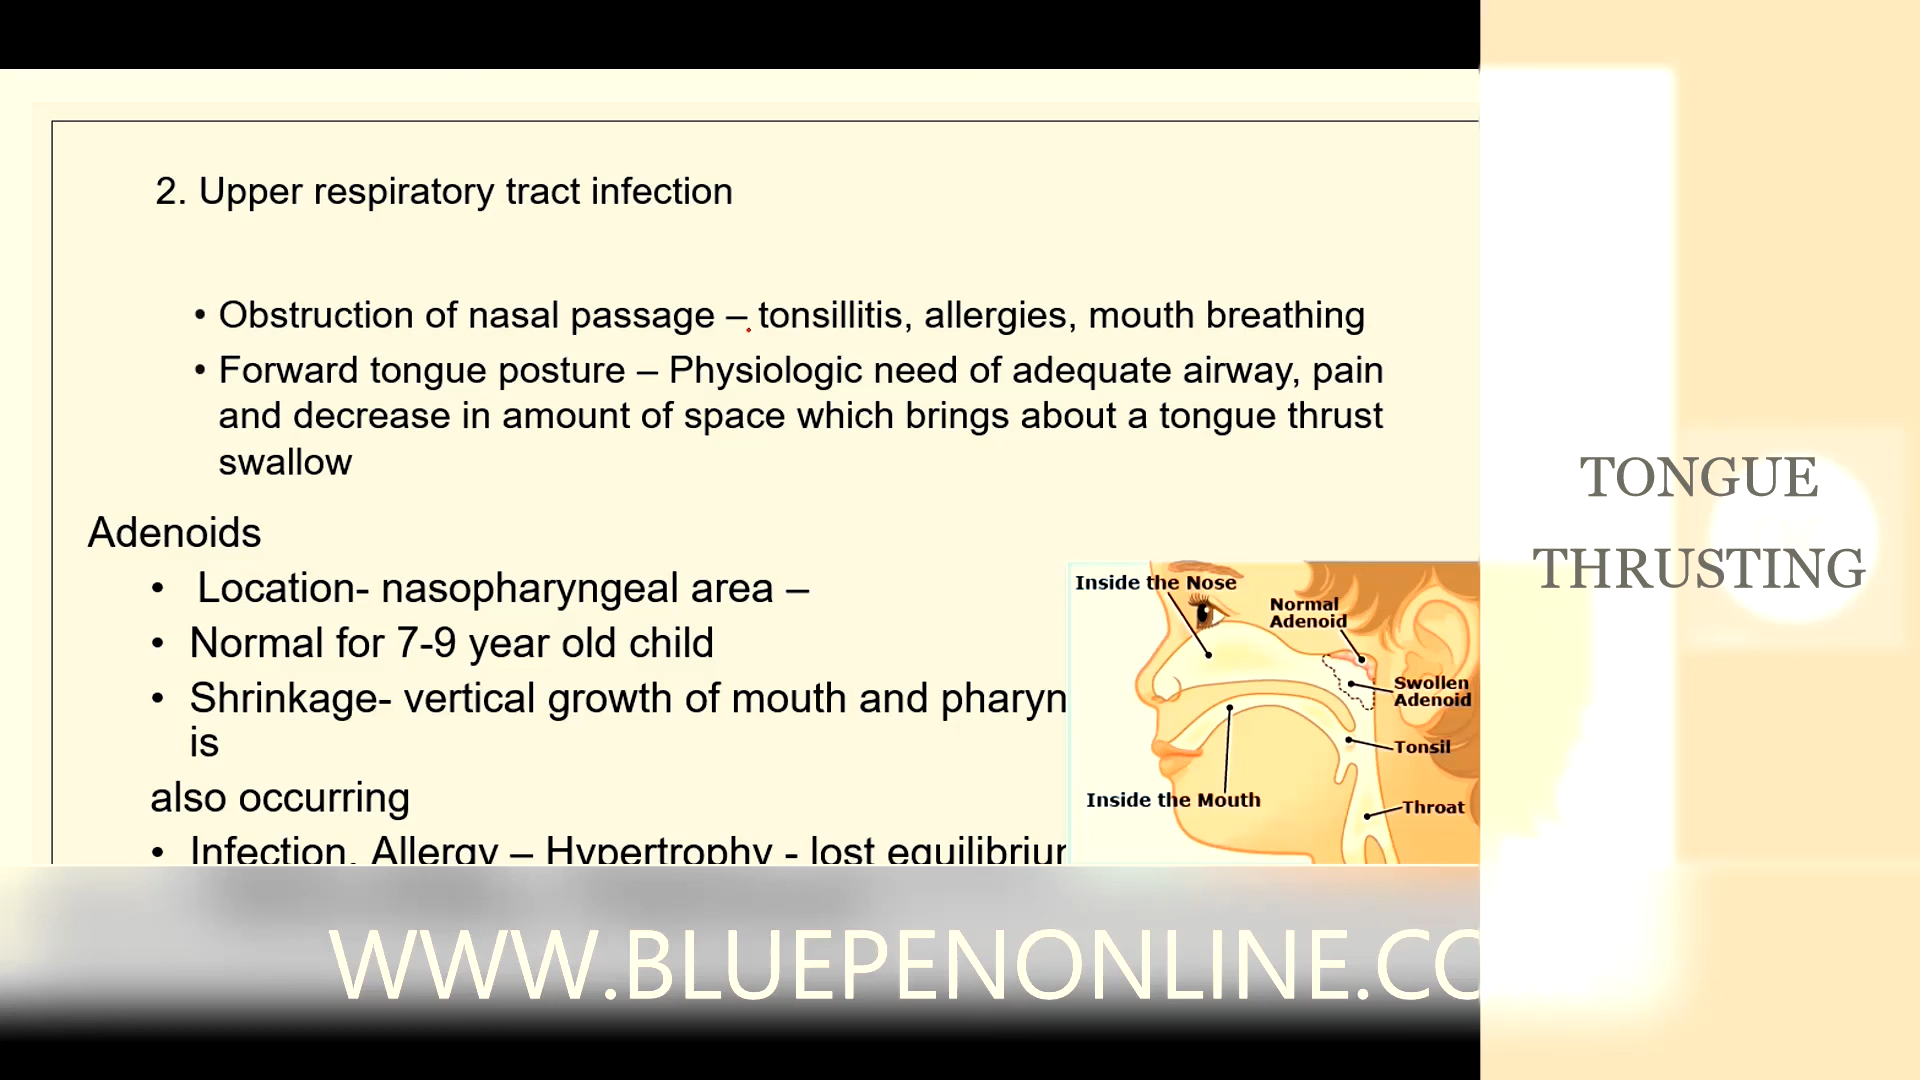 2. Upper respiratory tract infection
• Obstruction of nasal passage – tonsillitis, allergies, mouth breathing
• Forward tongue posture – Physiologic need of adequate airway, pain
and decrease in amount of space which brings about a tongue thrust
swallow
Adenoids
• Location- nasopharyngeal area –
• Normal for 7-9 year old child
• Shrinkage- vertical growth of mouth and pharyn
is
also occurring
• Infection, Allergy – Hypertrophy - lost equilibriu
Inside the Nose
Normal
Adenoid
Swollen
Adenoid
Tonsil
Inside the Mouth
Throat
TONGUE
THRUSTING
WWW.BLUEPENONLINE.CO